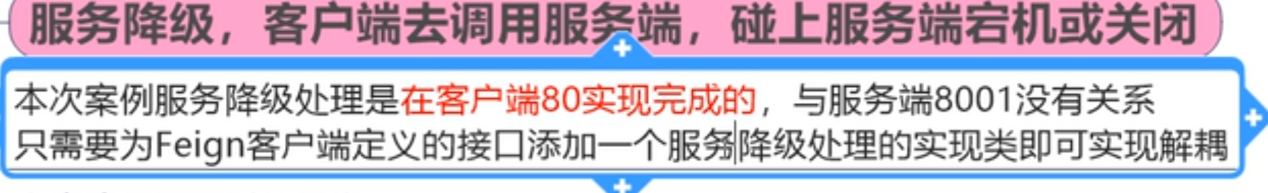 服务降级，客户端去调用服务端，碰上服务端宕机或关闭
本次案例服务降级处理是在客户端80实现完成的，与服务端8001没有关系
只需要为Feign客户端定义的接口添加一个服务降级处理的实现类即可实现解耦